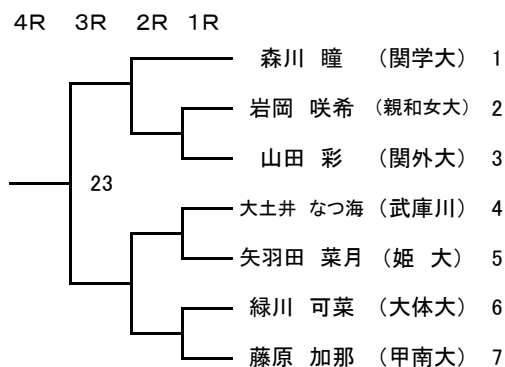 4R 3R 2R 1R
森川 瞳 （関学大） 1
岩岡 咲希 （親和女大） 2
山田 彩 （関外大） 3
23
大土井 なつ海 （武庫川） 4
矢羽田 菜月 （姫 大） 5
緑川 可菜 （大体大） 6
藤原 加那 （甲南大） 7